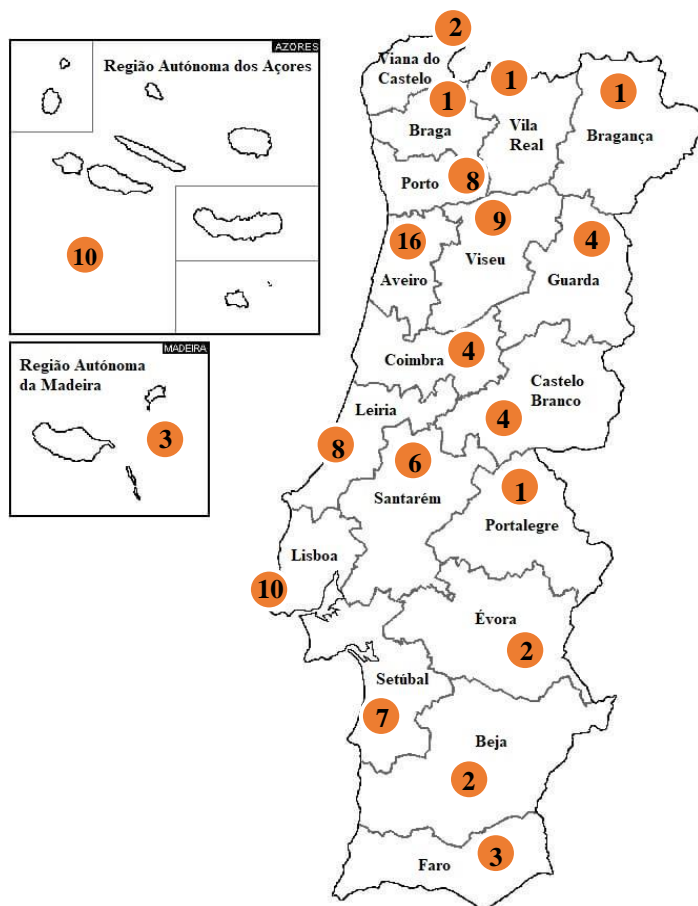 AZORES
Região Autónoma dos Açores
10
MADEIRA
Região Autónoma
da Madeira
3
2
Viana do
Castelo
1
Braga
1
Vila
Real
1
Bragança
Porto
8
16
Aveiro
9
Viseu
4
Guarda
Coimbra
4
Castelo
Branco
4
Leiria
8
6
Santarém
1
Portalegre
Lisboa
10
Évora
2
Setúbal
7
Beja
2
Faro
3